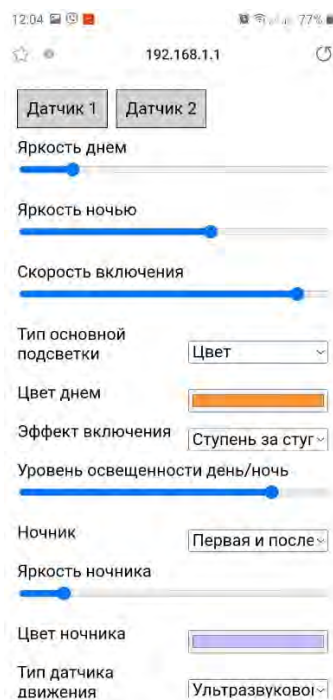 12:04 77%
192.168.1.1
Датчик 1 Датчик 2
Яркость днем
Яркость ночью
Скорость включения
Тип основной
подсветки Цвет
Цвет днем
Эффект включения Ступень за сту
Уровень освещенности день/ночь
Ночник Первая и после
Яркость ночника
Цвет ночника
Тип датчика
движения Ультразвуково